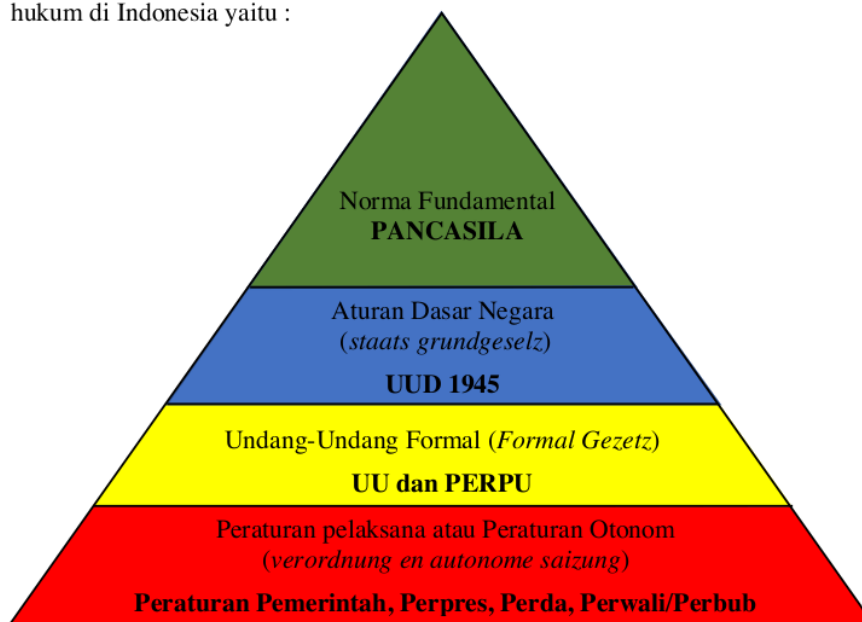 hukum di Indonesia yaitu :
Norma Fundamental
PANCASILA
Aturan Dasar Negara
(staats grundgeselz)
UUD 1945
Undang-Undang Formal (Formal Gezetz)
UU dan PERPU
Peraturan pelaksana atau Peraturan Otonom
(verordnung en autonome saizung)
Peraturan Pemerintah, Perpres, Perda, Perwali/Perbub